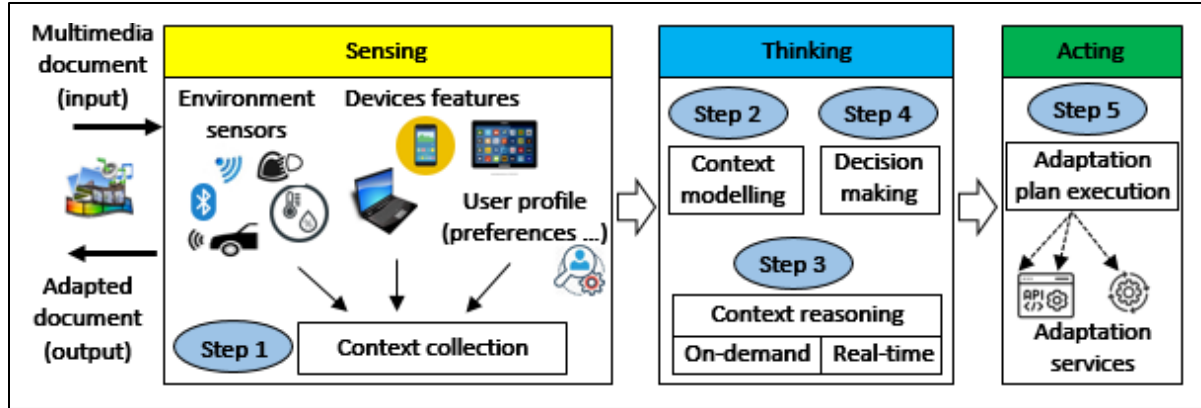 Multimedia
document
(input)
Adapted
document
(output)
Sensing
Environment
sensors
Devices features
User profile
(preferences ...)
Step 1
Context collection
Thinking
Step 2
Context
modelling
Step 4
Decision
making
Step 3
Context reasoning
On-demand
Real-time
Acting
Step 5
Adaptation
plan execution
API
</>
Adaptation
services